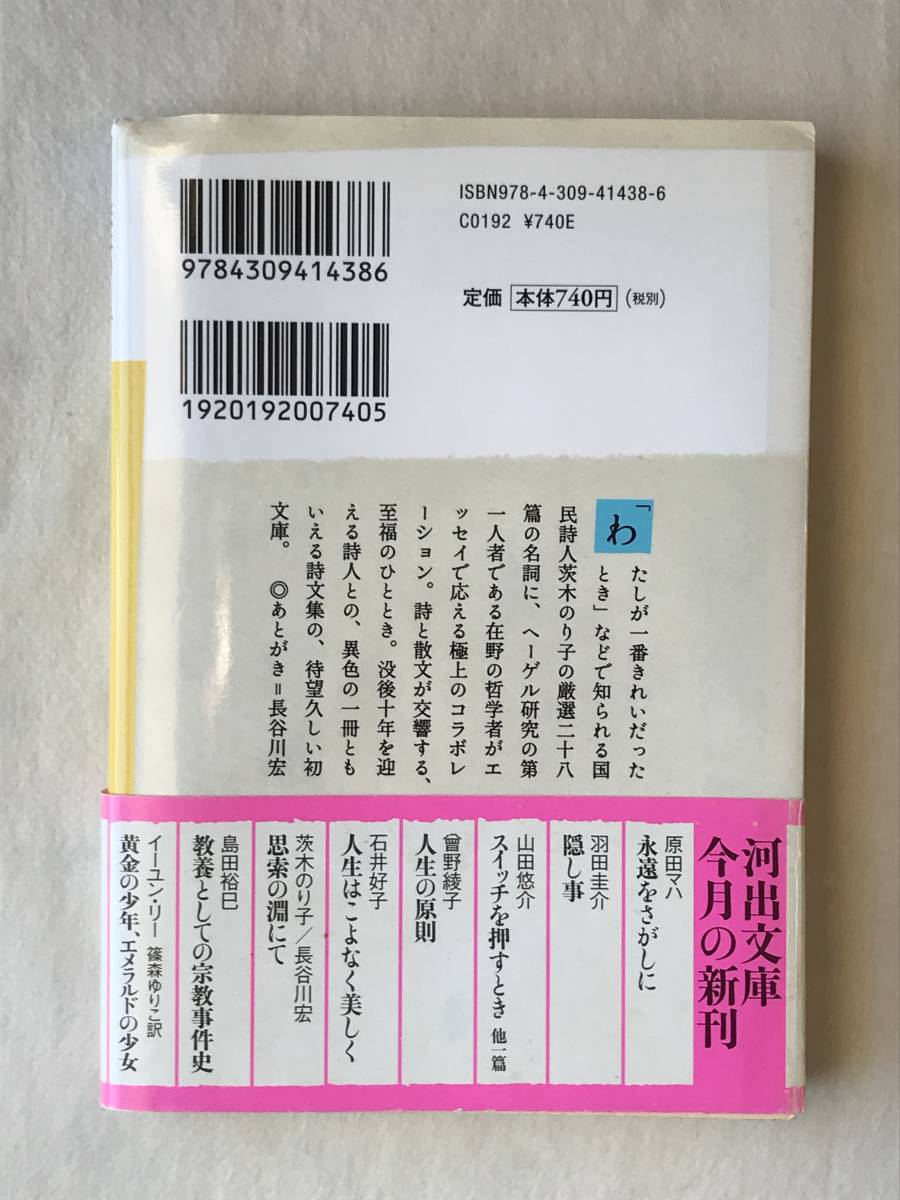 ISBN978-4-309-41438-6
C0192 ¥740E
9784309414386
定価 本体740円(税別)
1920192007405
「わたしが一番きれいだった
とき」などで知られる国
民詩人茨木のり子の厳選二十八
篇の名詞に、ヘーゲル研究の第
一人者である在野の哲学者がエ
ッセイで応える極上のコラボレ
ーション。詩と散文が交響する、
至福のひととき。没後十年を迎
える詩人との、異色の一冊とも
いえる詩文集の、待望久しい初
文庫。 ◎あとがき=長谷川宏
河出文庫
今月の新刊
原田マハ
永遠をさがしに
羽田圭介
隠し事
山田悠介
スイッチを押すとき 他一篇
曾野綾子
人生の原則
石井好子
人生はこよなく美しく
茨木のり子/長谷川宏
思索の淵にて
島田裕巳
教養としての宗教事件史
イーユン・リー 篠森ゆりこ訳
黄金の少年、エメラルドの少女